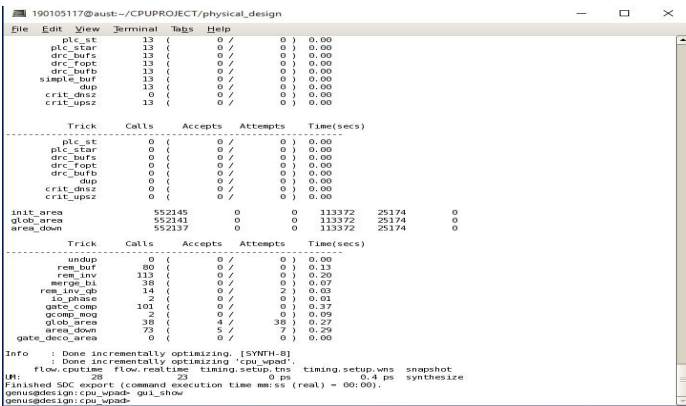 190105117@aust:~/CPUPROJECT/physical_design
File Edit View Terminal Tabs Help
plc_st 13 ( 0 / 0 ) 0.00
plc_star 13 ( 0 / 0 ) 0.00
drc_bufs 13 ( 0 / 0 ) 0.00
drc_fopt 13 ( 0 / 0 ) 0.00
drc_bufb 13 ( 0 / 0 ) 0.00
simple_buf 13 ( 0 / 0 ) 0.00
dup 13 ( 0 / 0 ) 0.00
crit_dnsz 0 ( 0 / 0 ) 0.00
crit_upsz 13 ( 0 / 0 ) 0.00
Trick Calls Accepts Attempts Time(secs)
--------------------------------------------------------
plc_st 0 ( 0 / 0 ) 0.00
plc_star 0 ( 0 / 0 ) 0.00
drc_bufs 0 ( 0 / 0 ) 0.00
drc_fopt 0 ( 0 / 0 ) 0.00
drc_bufb 0 ( 0 / 0 ) 0.00
dup 0 ( 0 / 0 ) 0.00
crit_dnsz 0 ( 0 / 0 ) 0.00
crit_upsz 0 ( 0 / 0 ) 0.00
init_area 552145 0 0 113372 25174 0
glob_area 552141 0 0 113372 25174 0
area_down 552137 0 0 113372 25174 0
Trick Calls Accepts Attempts Time(secs)
--------------------------------------------------------
undup 0 ( 0 / 0 ) 0.00
rem_buf 80 ( 0 / 0 ) 0.13
rem_inv 113 ( 0 / 0 ) 0.20
merge_bi 38 ( 0 / 0 ) 0.07
rem_inv_qb 14 ( 0 / 2 ) 0.03
io_phase 2 ( 0 / 0 ) 0.01
gate_comp 101 ( 0 / 0 ) 0.37
gcomp_mog 2 ( 0 / 0 ) 0.09
glob_area 38 ( 4 / 38 ) 0.27
area_down 73 ( 5 / 7 ) 0.29
gate_deco_area 0 ( 0 / 0 ) 0.00
Info : Done incrementally optimizing. [SYNTH-8]
: Done incrementally optimizing 'cpu_wpad'.
flow.cputime flow.realtime timing.setup.tns timing.setup.wns snapshot
UM: 28 23 0 ps 0.4 ps synthesize
Finished SDC export (command execution time mm:ss (real) = 00:00).
genus@design:cpu_wpad> gui_show
genus@design:cpu_wpad>